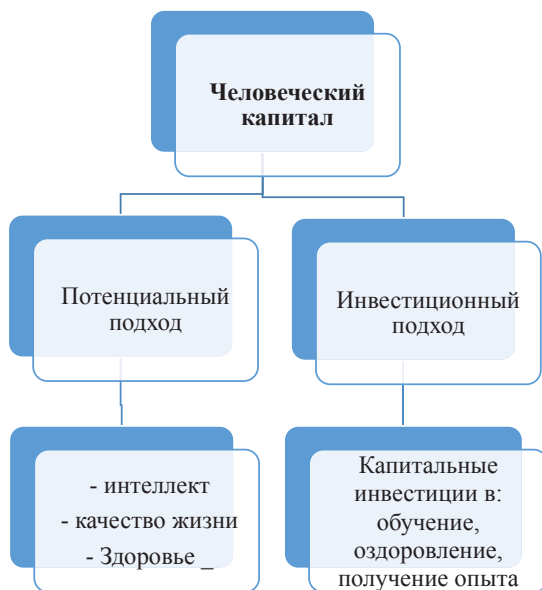 Человеческий
капитал
Потенциальный
подход
Инвестиционный
подход
- интеллект
- качество жизни
- Здоровье _
Капитальные
инвестиции в:
обучение,
оздоровление,
получение опыта